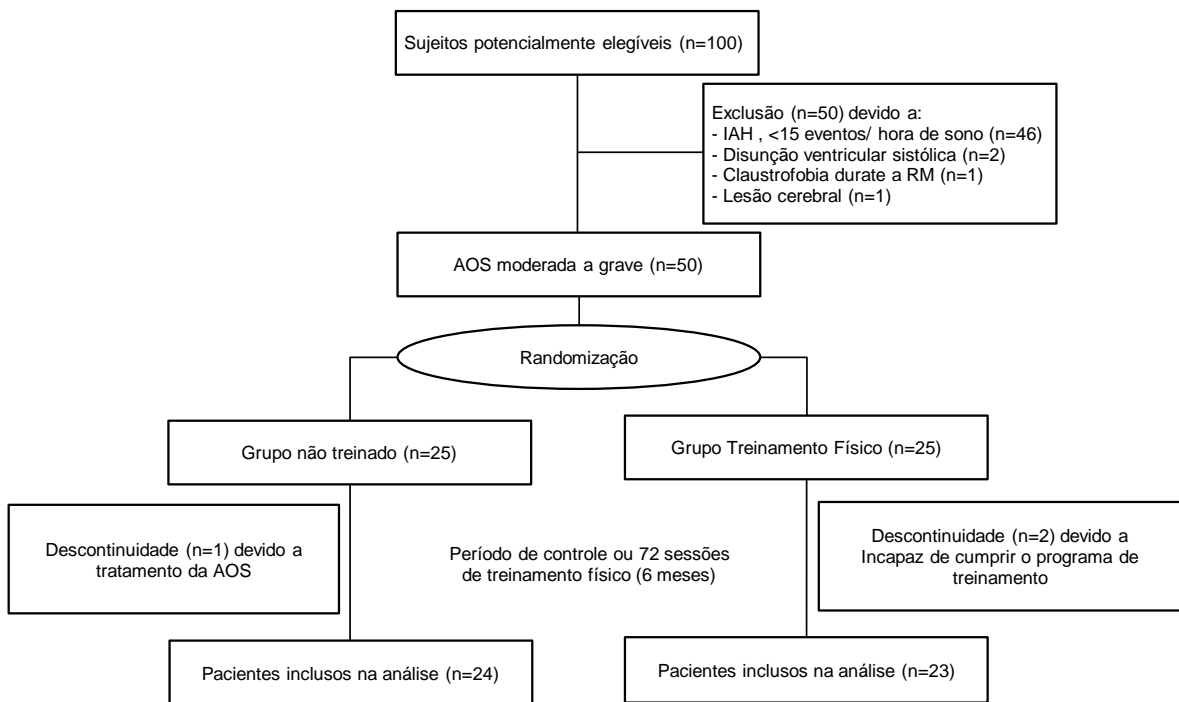 Sujeitos potencialmente elegíveis (n=100)
Exclusão (n=50) devido a:
- IAH , <15 eventos/ hora de sono (n=46)
- Disunção ventricular sistólica (n=2)
- Claustrofobia durate a RM (n=1)
- Lesão cerebral (n=1)
AOS moderada a grave (n=50)
Randomização
Grupo não treinado (n=25)
Grupo Treinamento Físico (n=25)
Descontinuidade (n=1) devido a
tratamento da AOS
Período de controle ou 72 sessões
de treinamento físico (6 meses)
Descontinuidade (n=2) devido a
Incapaz de cumprir o programa de
treinamento
Pacientes inclusos na análise (n=24)
Pacientes inclusos na análise (n=23)